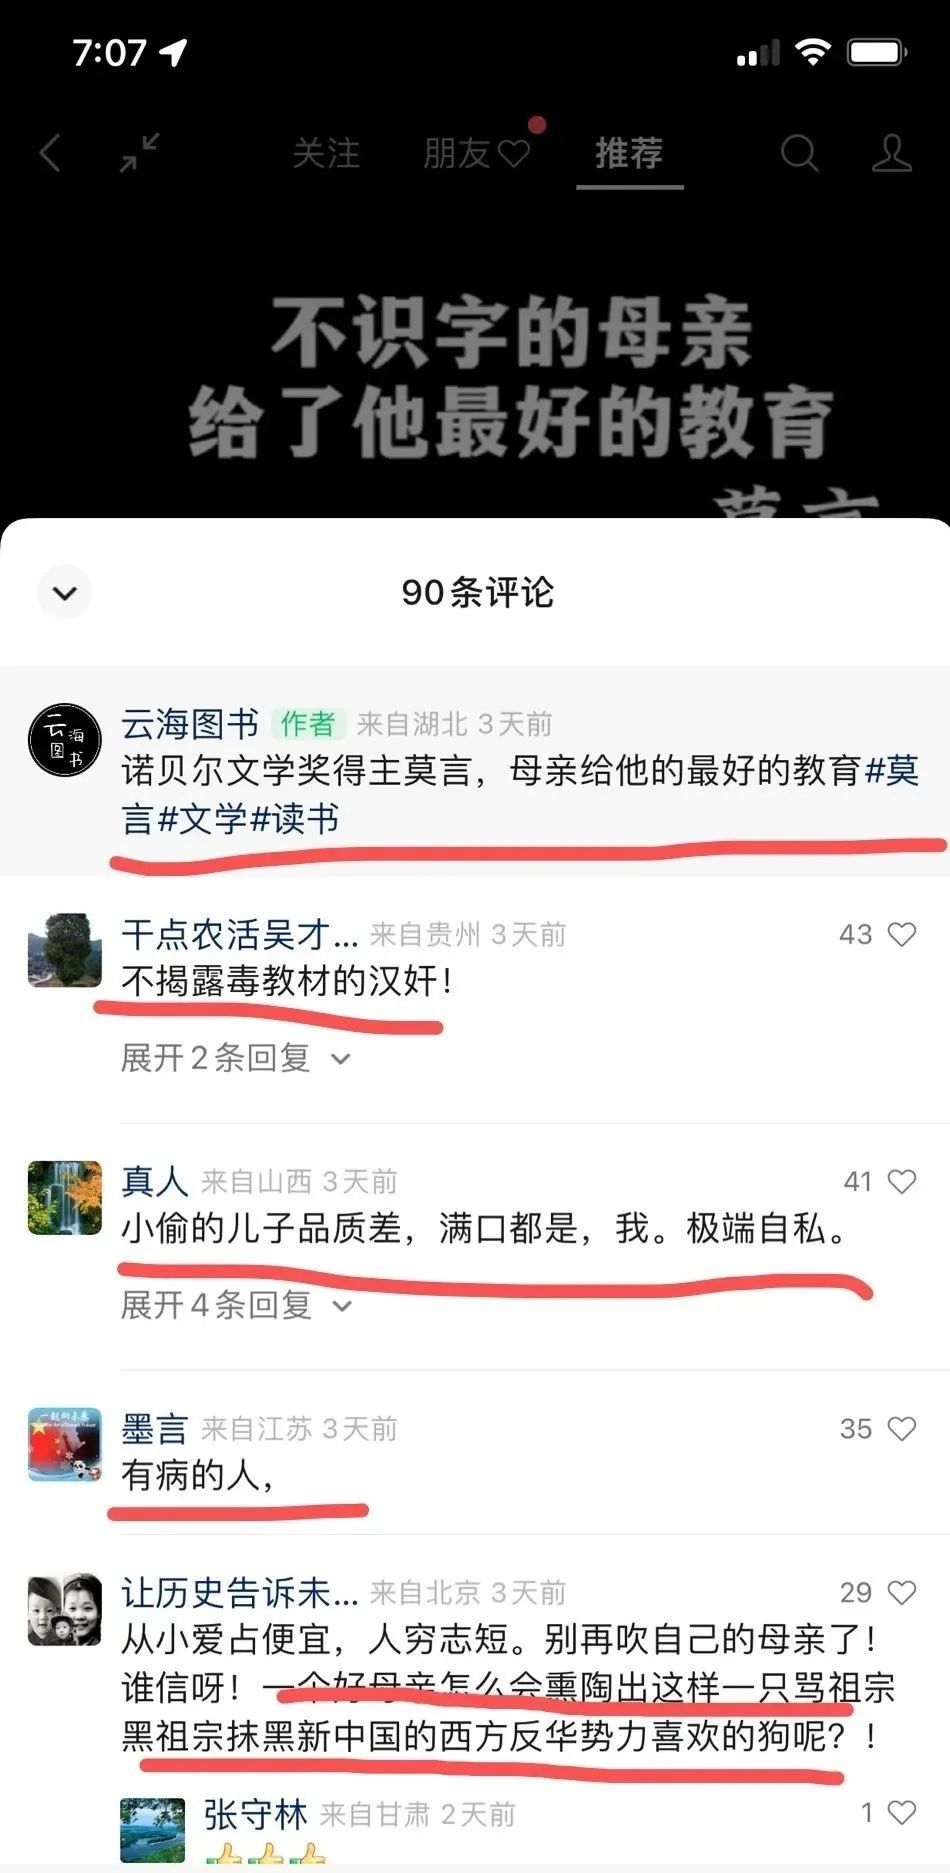 7:07
关注 朋友 推荐
不识字的母亲
给了他最好的教育
莫言
90条评论
云海图书
云海图书 作者 来自湖北 3天前
诺贝尔文学奖得主莫言，母亲给他的最好的教育#莫
言#文学#读书
干点农活吴才... 来自贵州 3天前 43
不揭露毒教材的汉奸！
展开2条回复
真人 来自山西 3天前 41
小偷的儿子品质差，满口都是，我。极端自私。
展开4条回复
一起向未来
墨言 来自江苏 3天前 35
有病的人，
让历史告诉未... 来自北京 3天前 29
从小爱占便宜，人穷志短。别再吹自己的母亲了！
谁信呀！一个好母亲怎么会熏陶出这样一只骂祖宗
黑祖宗抹黑新中国的西方反华势力喜欢的狗呢？！
张守林 来自甘肃 2天前 1
👍👍👍